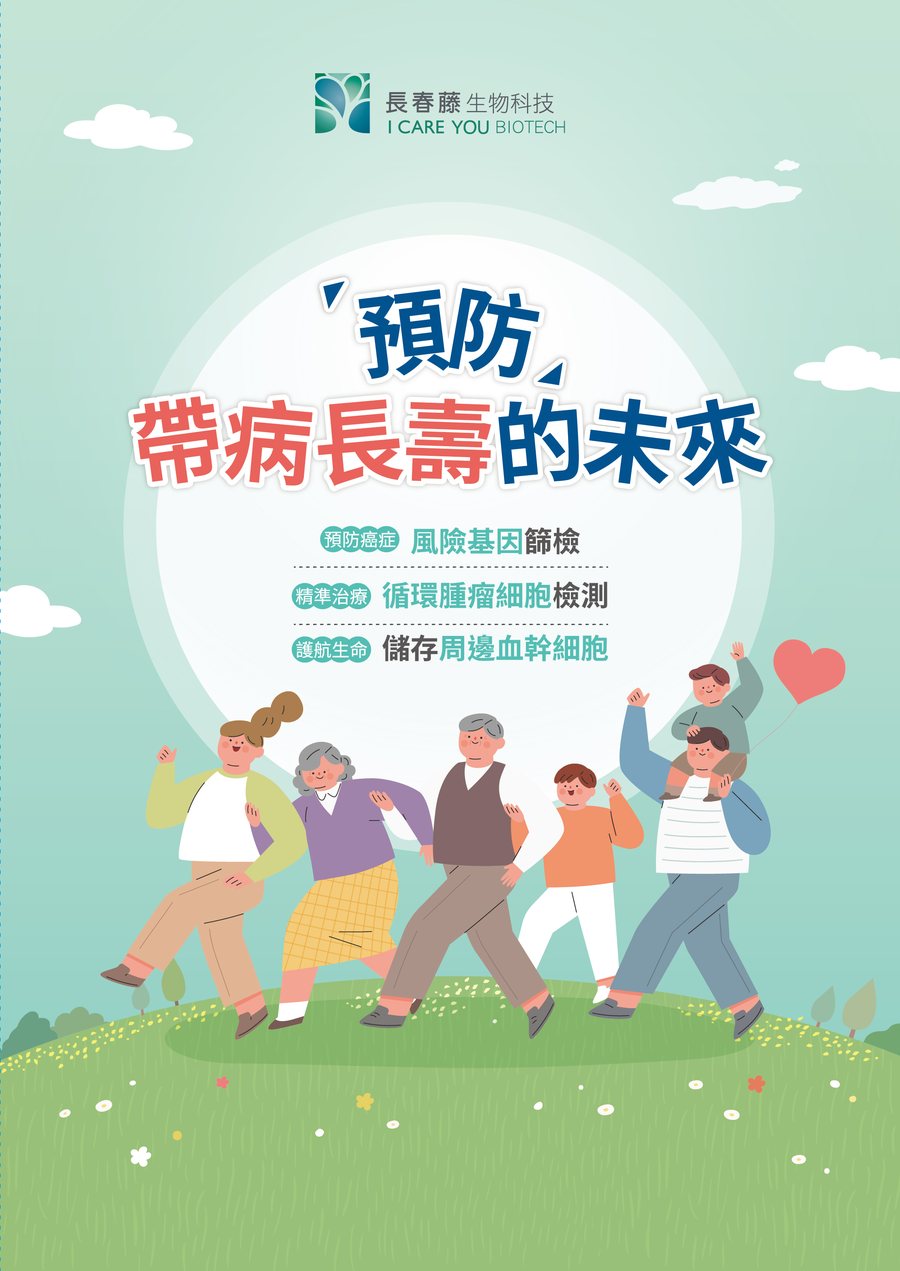 長春藤生物科技
I CARE YOU BIOTECH
預防
帶病長壽的未來
預防癌症 風險基因篩檢
精準治療 循環腫瘤細胞檢測
護航生命 儲存周邊血幹細胞